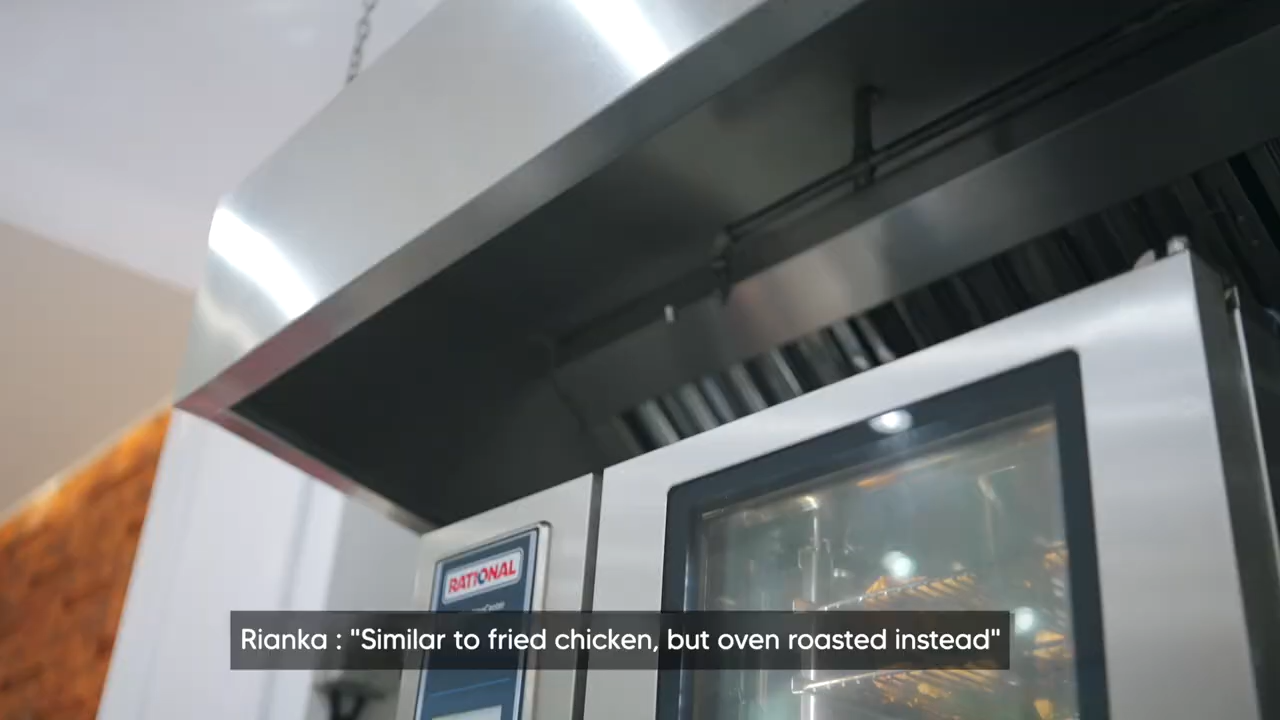 RATIONAL
Rianka : "Similar to fried chicken, but oven roasted instead"